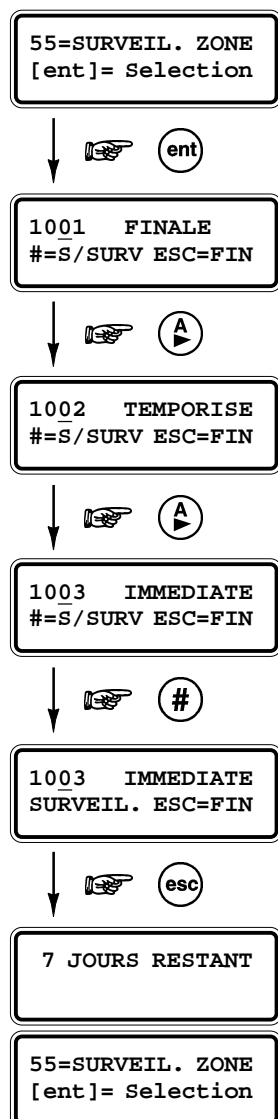 55=SURVEIL. ZONE
[ent]= Selection
ent
1001 FINALE
#=S/SURV ESC=FIN
A
1002 TEMPORISE
#=S/SURV ESC=FIN
A
1003 IMMEDIATE
#=S/SURV ESC=FIN
#
1003 IMMEDIATE
SURVEIL. ESC=FIN
esc
7 JOURS RESTANT
55=SURVEIL. ZONE
[ent]= Selection